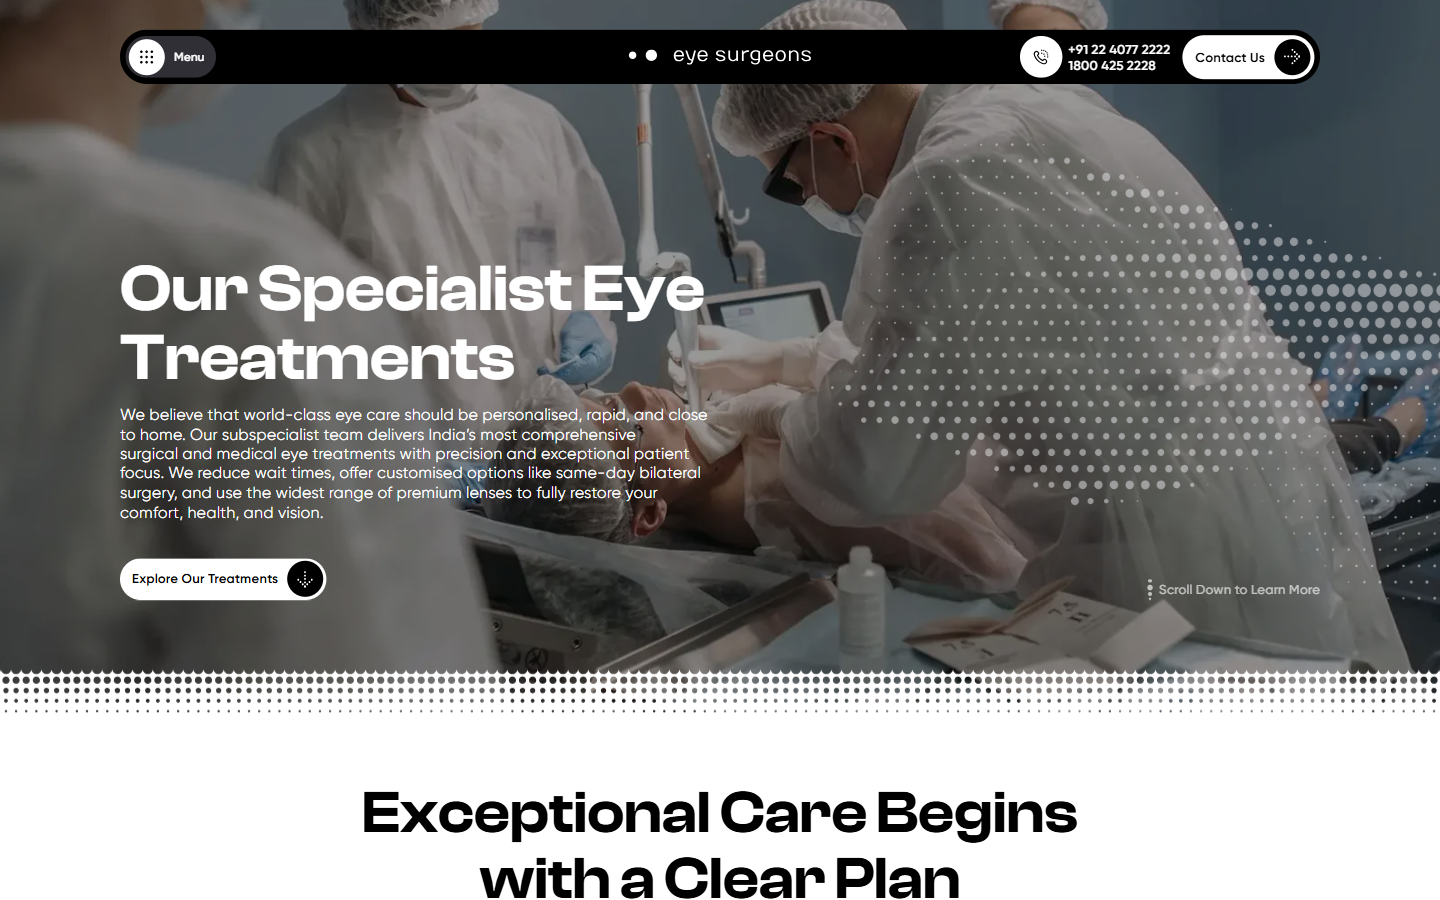 Menu
eye surgeons
+91 22 4077 2222
1800 425 2228
Contact Us
Our Specialist Eye
Treatments
We believe that world-class eye care should be personalised, rapid, and close
to home. Our subspecialist team delivers India's most comprehensive
surgical and medical eye treatments with precision and exceptional patient
focus. We reduce wait times, offer customised options like same-day bilateral
surgery, and use the widest range of premium lenses to fully restore your
comfort, health, and vision.
Explore Our Treatments
Scroll Down to Learn More
7.5
11
Exceptional Care Begins
with a Clear Plan